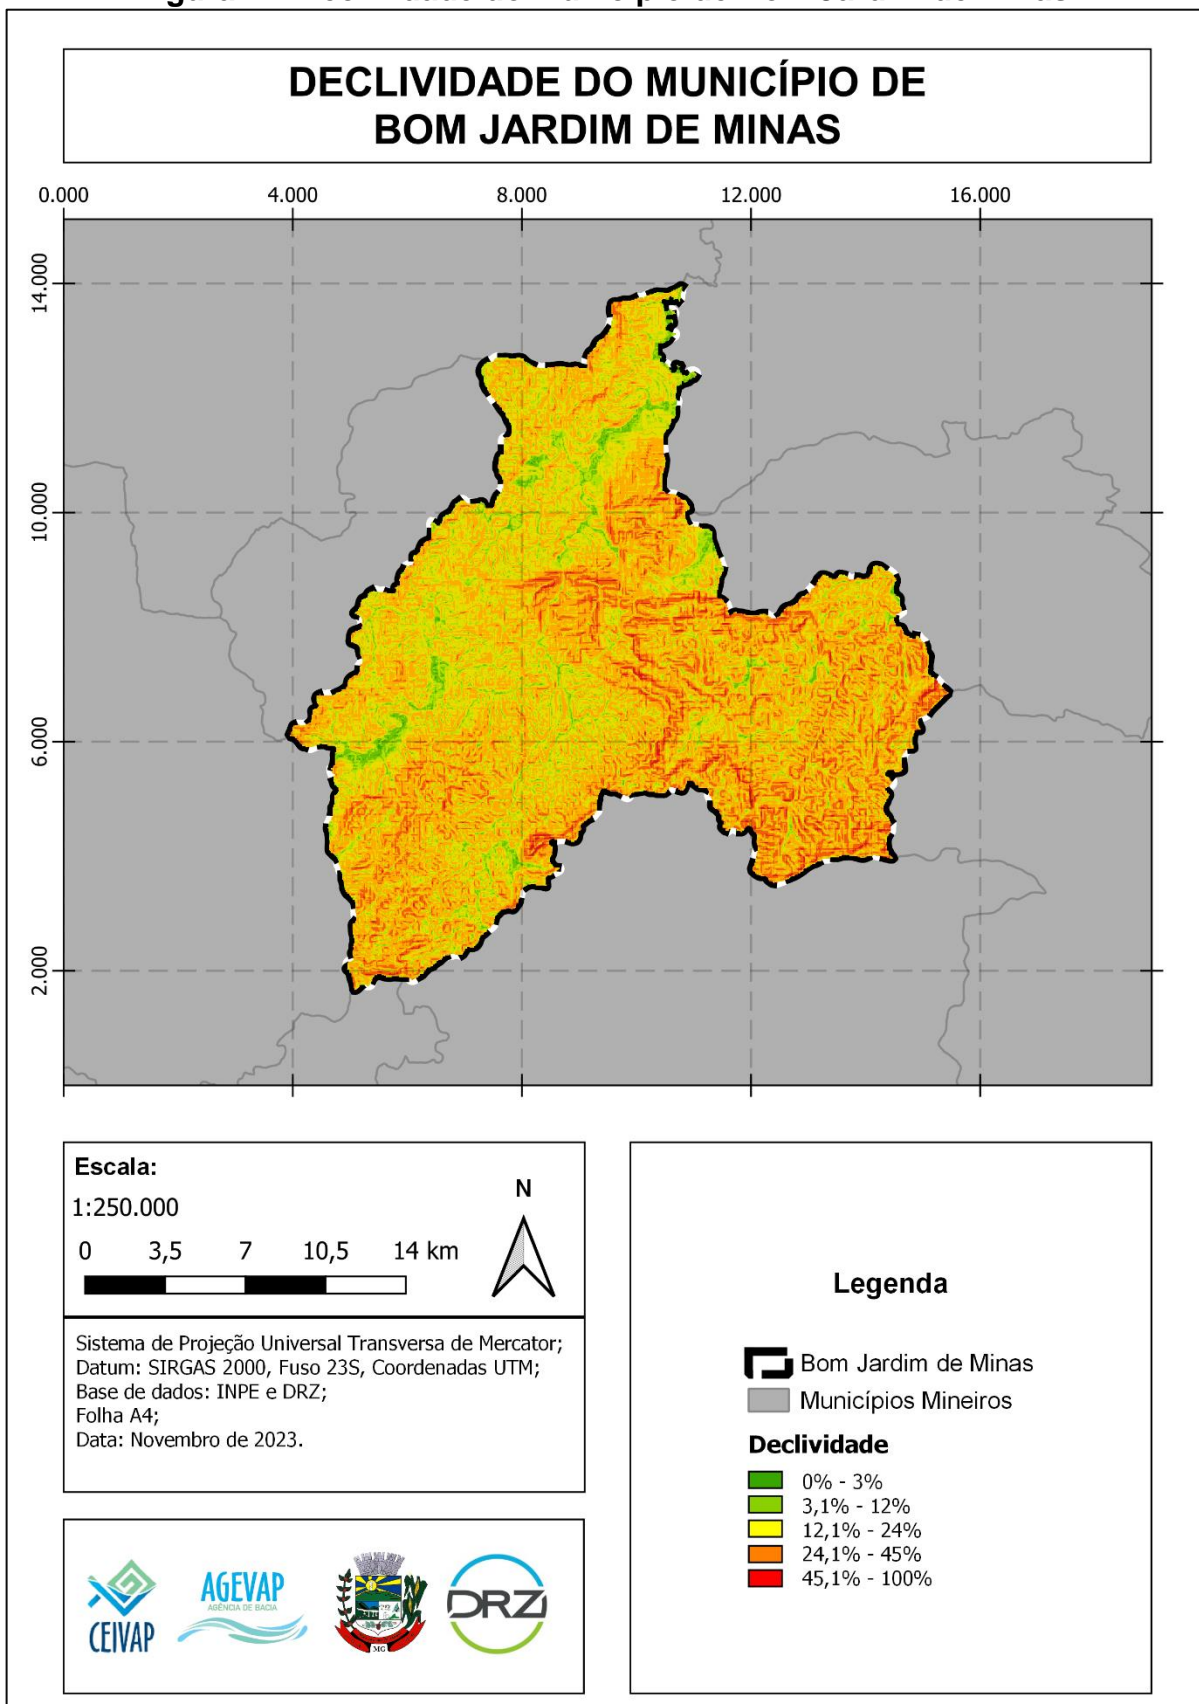 DECLIVIDADE DO MUNICÍPIO DE
BOM JARDIM DE MINAS
0.000 4.000 8.000 12.000 16.000
14.000
10.000
6.000
2.000
Escala:
1:250.000
0 3,5 7 10,5 14 km
N
Sistema de Projeção Universal Transversa de Mercator;
Datum: SIRGAS 2000, Fuso 23S, Coordenadas UTM;
Base de dados: INPE e DRZ;
Folha A4;
Data: Novembro de 2023.
CEIVAP
AGEVAP
AGÊNCIA DE BACIA
MG
DRZ
Legenda
Bom Jardim de Minas
Municípios Mineiros
Declividade
0% - 3%
3,1% - 12%
12,1% - 24%
24,1% - 45%
45,1% - 100%